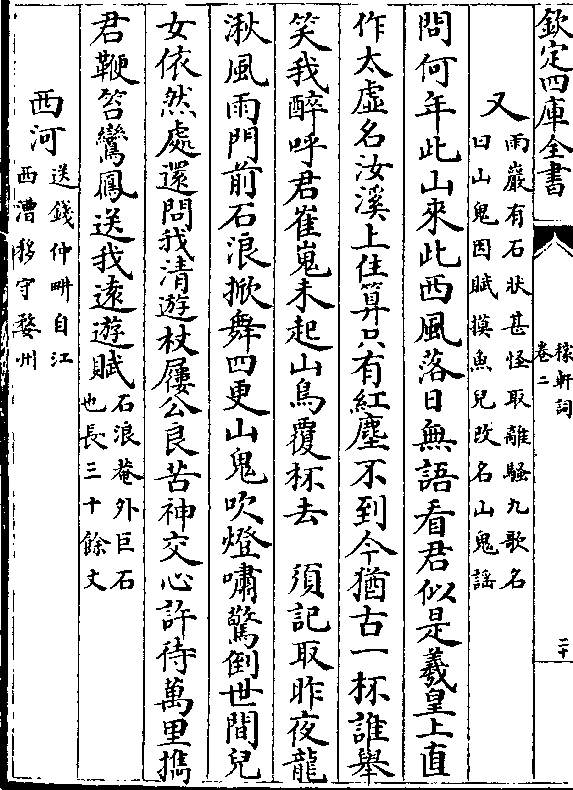 欽定四庫全書
稼軒詞
卷二
二十
又
雨巖有石狀甚怪取離騷九歌名
曰山鬼因賦摸魚兒改名山鬼謡
問何年此山來此西風落日無語看君似是羲皇上直
作太虛名汝溪上住算只有紅塵不到今猶古一杯誰舉
笑我醉呼君崔嵬未起山鳥覆杯去　須記取昨夜龍
湫風雨門前石浪掀舞四更山鬼吹燈嘯驚倒世間兒
女依然處還問我清遊杖屨公良苦神交心許待萬里攜
君鞭笞鸞鳳送我遠遊賦
石浪菴外巨石
也長三十餘丈
西河
送錢仲畊自江
西漕移守婺州